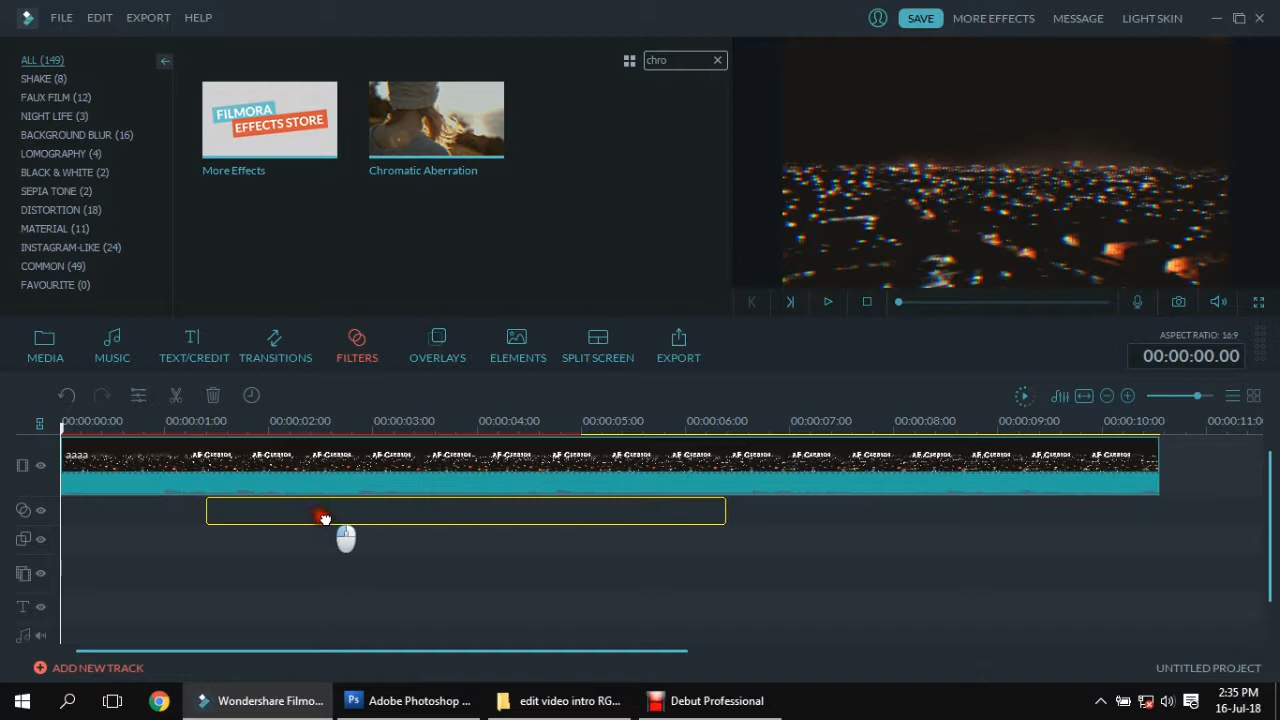 FILE EDIT EXPORT HELP
SAVE MORE EFFECTS MESSAGE LIGHT SKIN
ALL (149)
SHAKE (8)
FAUX FILM (12)
NIGHT LIFE (3)
BACKGROUND BLUR (16)
LOMOGRAPHY (4)
BLACK & WHITE (2)
SEPIA TONE (2)
DISTORTION (18)
MATERIAL (11)
INSTAGRAM-LIKE (24)
COMMON (49)
FAVOURITE (0)
chro
FILMORA
EFFECTS STORE
More Effects
Chromatic Aberration
MEDIA MUSIC TEXT/CREDIT TRANSITIONS FILTERS OVERLAYS ELEMENTS SPLIT SCREEN EXPORT
ASPECT RATIO: 16:9
00:00:00.00
00:00:00:00 00:00:01:00 00:00:02:00 00:00:03:00 00:00:04:00 00:00:05:00 00:00:06:00 00:00:07:00 00:00:08:00 00:00:09:00 00:00:10:00 00:00:11:0
aaaa
ADD NEW TRACK
UNTITLED PROJECT
Wondershare Filmo...
Ps Adobe Photoshop ...
edit video intro RG...
Debut Professional
2:35 PM
16-Jul-18